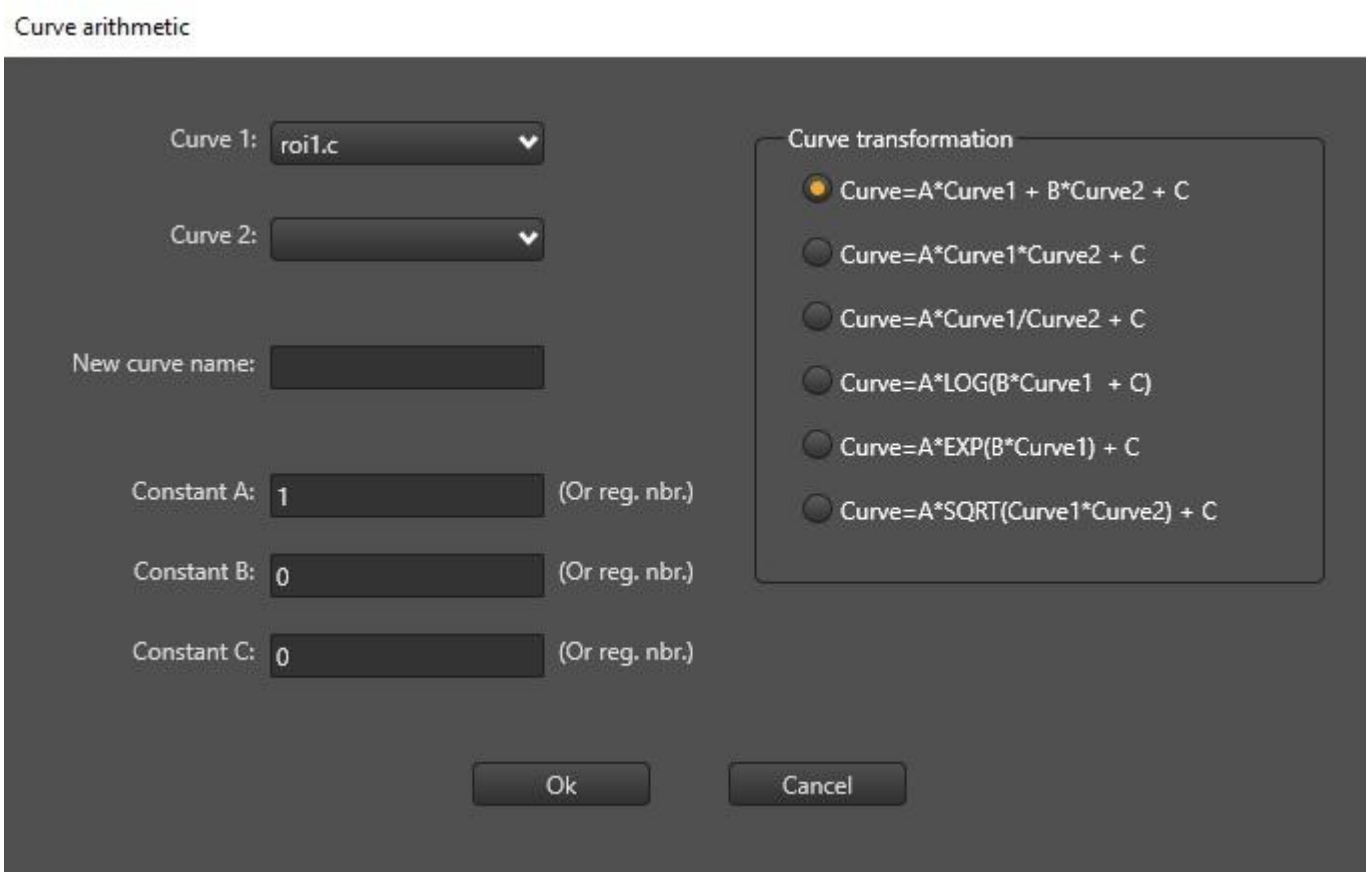 Curve arithmetic
Curve 1: roi1.c
Curve 2:
New curve name:
Constant A: 1 (Or reg. nbr.)
Constant B: 0 (Or reg. nbr.)
Constant C: 0 (Or reg. nbr.)
Curve transformation
Curve=A*Curve1 + B*Curve2 + C
Curve=A*Curve1*Curve2 + C
Curve=A*Curve1/Curve2 + C
Curve=A*LOG(B*Curve1  + C)
Curve=A*EXP(B*Curve1) + C
Curve=A*SQRT(Curve1*Curve2) + C
Ok
Cancel